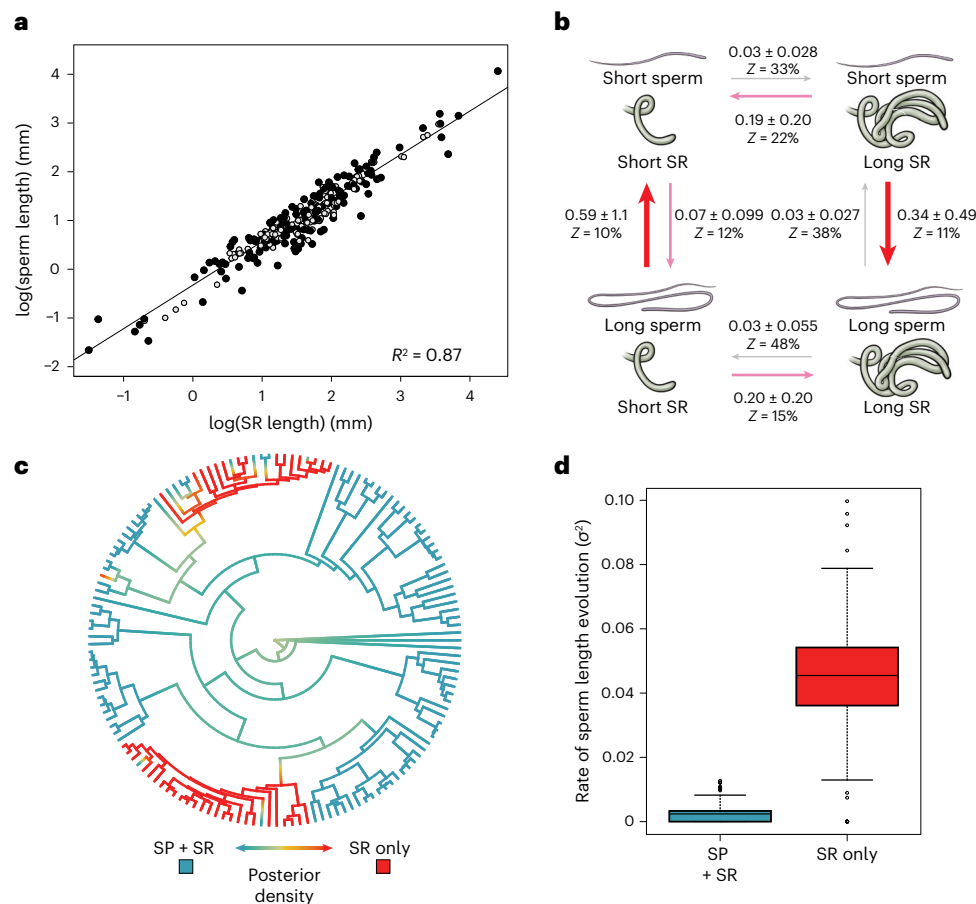 a
4
3
2
1
0
−1
−2
log(sperm length) (mm)
R² = 0.87
−1 0 1 2 3 4
log(SR length) (mm)
b
0.03 ± 0.028
Z = 33%
Short sperm
Short sperm
0.19 ± 0.20
Z = 22%
Short SR
Long SR
0.59 ± 1.1
Z = 10%
0.07 ± 0.099
Z = 12%
0.03 ± 0.027
Z = 38%
0.34 ± 0.49
Z = 11%
Long sperm
Long sperm
0.03 ± 0.055
Z = 48%
Short SR
Long SR
0.20 ± 0.20
Z = 15%
c
SP + SR
SR only
Posterior
density
d
0.10
0.08
0.06
0.04
0.02
0
Rate of sperm length evolution (σ²)
SP
+ SR
SR only